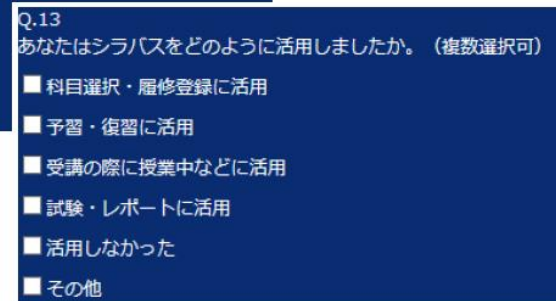 Q.13
あなたはシラバスをどのように活用しましたか。（複数選択可）
科目選択・履修登録に活用
予習・復習に活用
受講の際に授業中などに活用
試験・レポートに活用
活用しなかった
その他